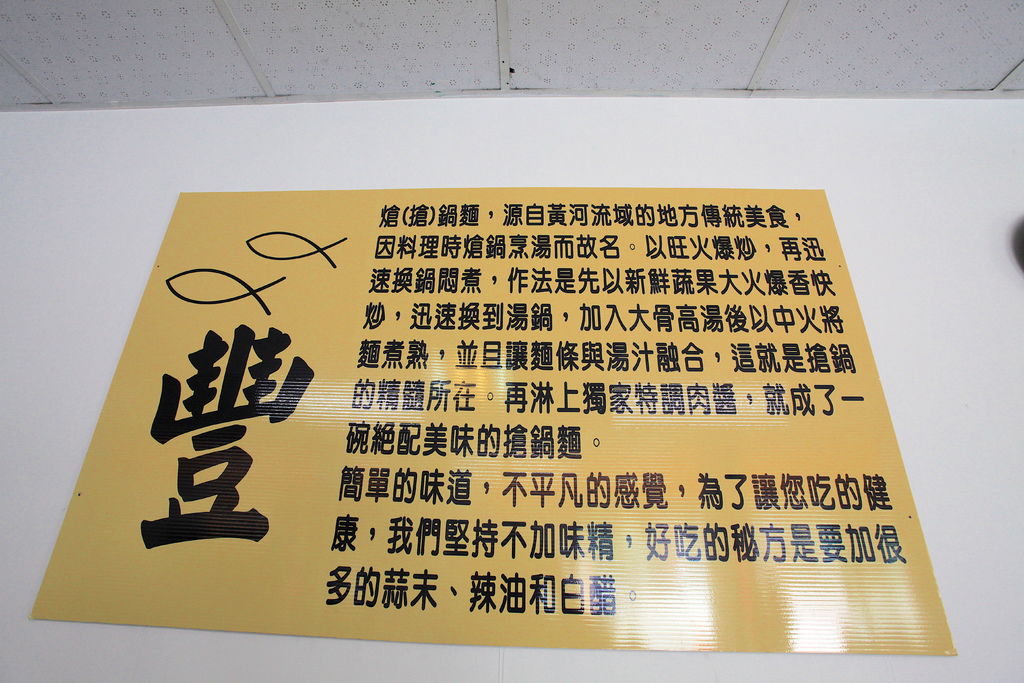 豐
熗(搶)鍋麵，源自黃河流域的地方傳統美食，
因料理時熗鍋烹湯而故名。以旺火爆炒，再迅
速換鍋悶煮，作法是先以新鮮蔬果大火爆香快
炒，迅速換到湯鍋，加入大骨高湯後以中火將
麵煮熟，並且讓麵條與湯汁融合，這就是搶鍋
的精髓所在。再淋上獨家特調肉醬，就成了一
碗絕配美味的搶鍋麵。
簡單的味道，不平凡的感覺，為了讓您吃的健
康，我們堅持不加味精，好吃的秘方是要加很
多的蒜末、辣油和白醋。